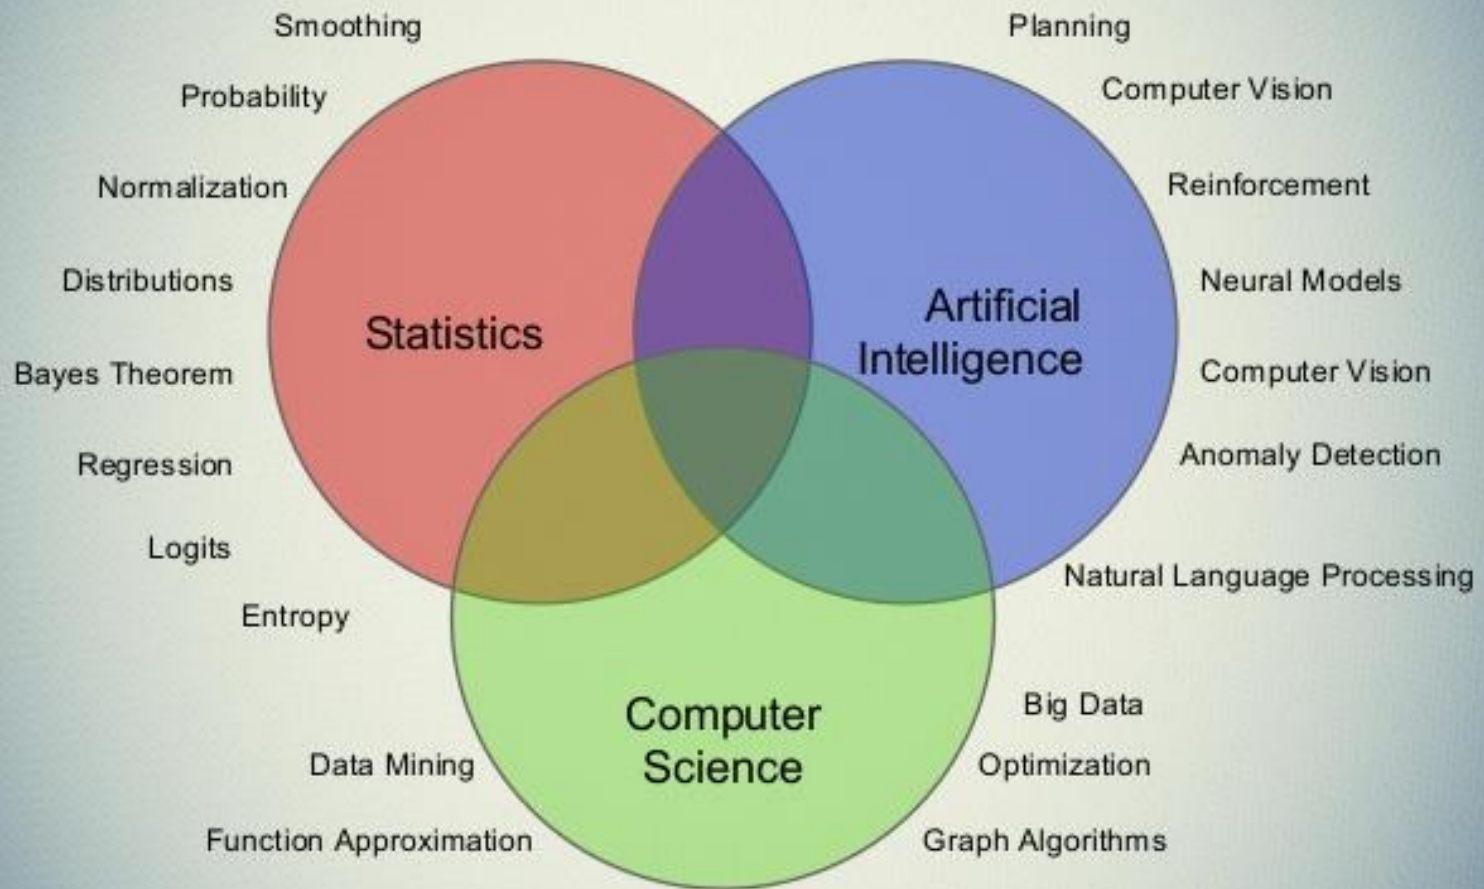 Smoothing
Planning
Probability
Computer Vision
Normalization
Reinforcement
Distributions
Neural Models
Statistics
Artificial
Intelligence
Bayes Theorem
Computer Vision
Regression
Anomaly Detection
Logits
Natural Language Processing
Entropy
Computer
Science
Big Data
Data Mining
Optimization
Function Approximation
Graph Algorithms